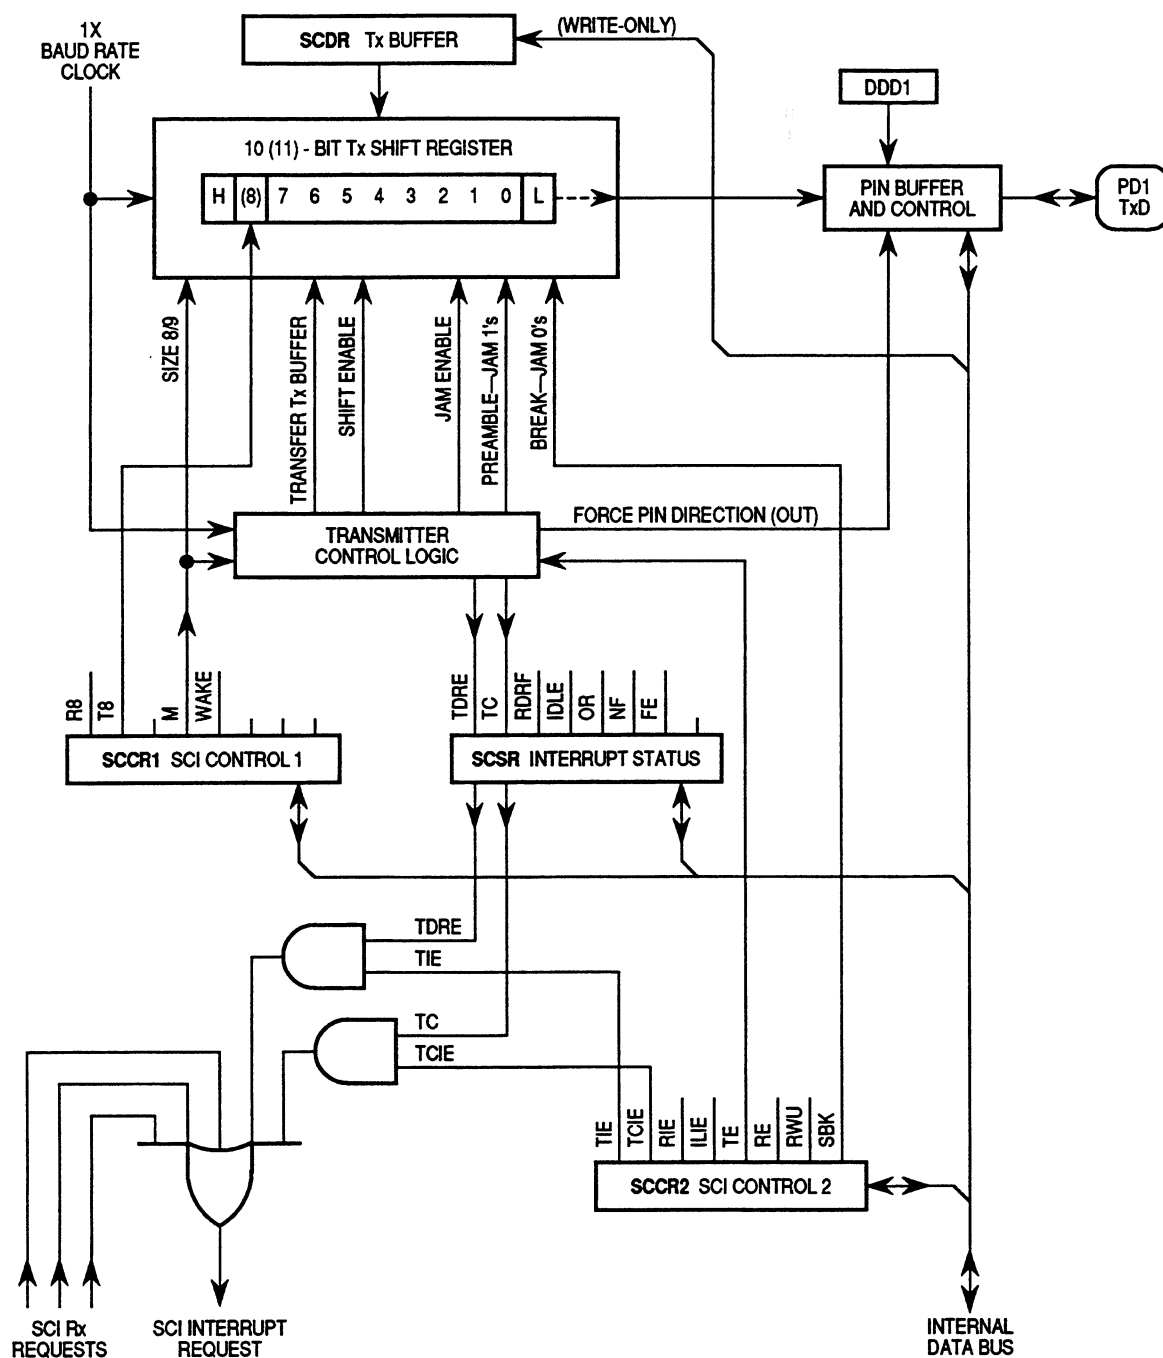 1X
BAUD RATE
CLOCK
SCDR Tx BUFFER
(WRITE-ONLY)
DDD1
10 (11) - BIT Tx SHIFT REGISTER
H (8) 7 6 5 4 3 2 1 0 L
PIN BUFFER
AND CONTROL
PD1
TxD
SIZE 8/9
TRANSFER Tx BUFFER
SHIFT ENABLE
JAM ENABLE
PREAMBLE—JAM 1's
BREAK—JAM 0's
FORCE PIN DIRECTION (OUT)
TRANSMITTER
CONTROL LOGIC
R8
T8
M
WAKE
TDRE
TC
RDRF
IDLE
OR
NF
FE
SCCR1 SCI CONTROL 1
SCSR INTERRUPT STATUS
TDRE
TIE
TC
TCIE
TIE
TCIE
RIE
ILIE
TE
RE
RWU
SBK
SCCR2 SCI CONTROL 2
SCI Rx
REQUESTS
SCI INTERRUPT
REQUEST
INTERNAL
DATA BUS